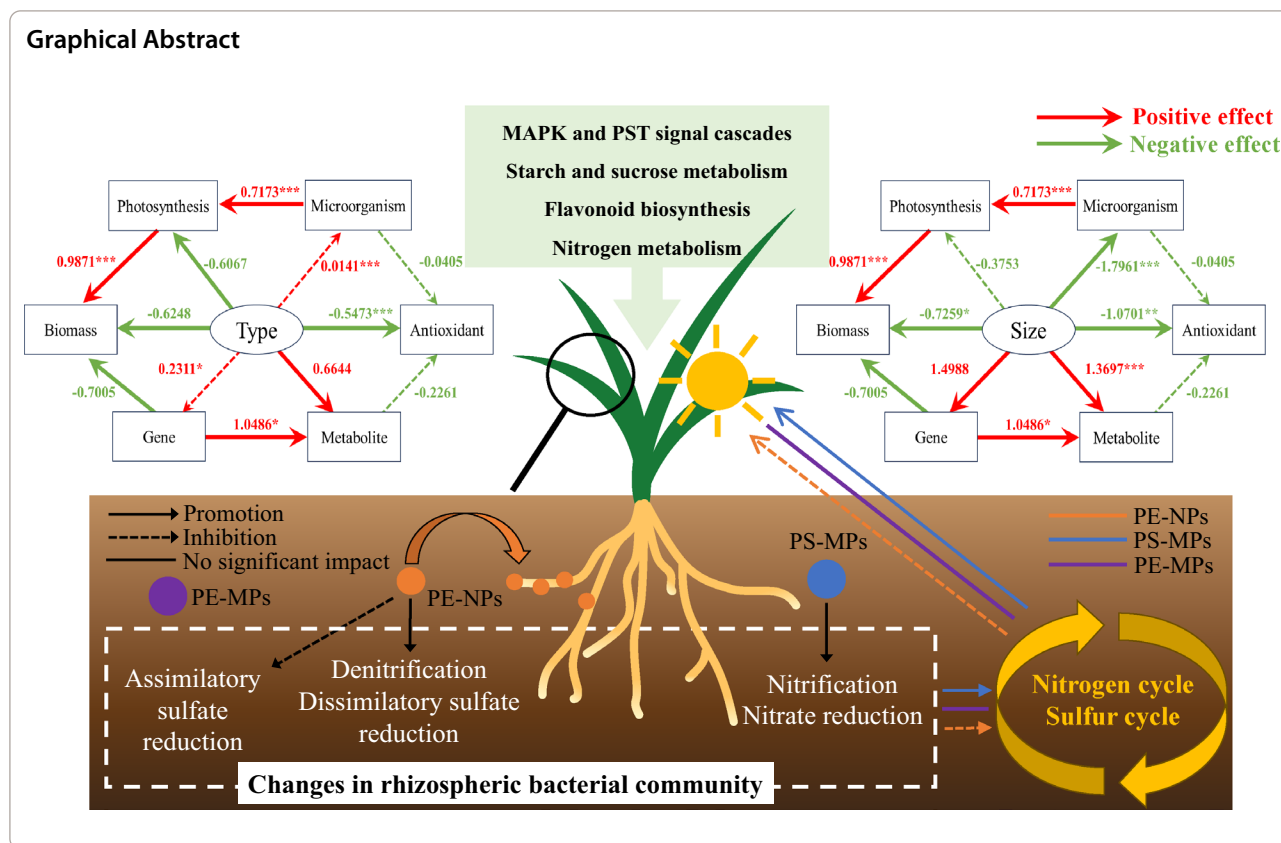 Graphical Abstract
MAPK and PST signal cascades
Starch and sucrose metabolism
Flavonoid biosynthesis
Nitrogen metabolism
Positive effect
Negative effect
0.7173***
Photosynthesis
Microorganism
0.9871***
-0.6067
0.0141***
-0.0405
Biomass
-0.6248
Type
-0.5473***
Antioxidant
0.2311*
0.6644
-0.7005
-0.2261
Gene
1.0486*
Metabolite
0.7173***
Photosynthesis
Microorganism
0.9871***
-0.3753
-1.7961***
-0.0405
Biomass
-0.7259*
Size
-1.0701**
Antioxidant
1.4988
1.3697***
-0.7005
-0.2261
Gene
1.0486*
Metabolite
Promotion
Inhibition
No significant impact
PE-MPs
PE-NPs
PS-MPs
PE-NPs
PS-MPs
PE-MPs
Assimilatory
sulfate
reduction
Denitrification
Dissimilatory sulfate
reduction
Nitrification
Nitrate reduction
Nitrogen cycle
Sulfur cycle
Changes in rhizospheric bacterial community